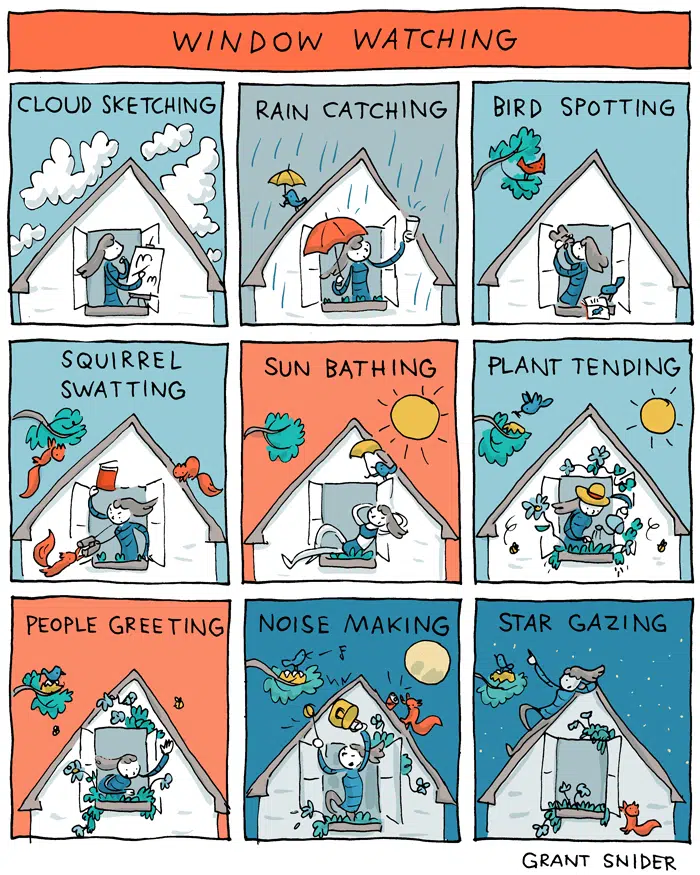 WINDOW WATCHING
CLOUD SKETCHING
RAIN CATCHING
BIRD SPOTTING
SQUIRREL
SWATTING
SUN BATHING
PLANT TENDING
PEOPLE GREETING
NOISE MAKING
STAR GAZING
GRANT SNIDER